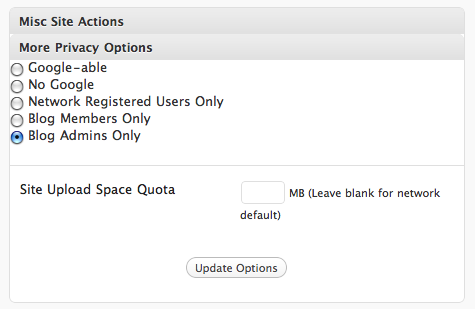 Misc Site Actions
More Privacy Options
Google-able
No Google
Network Registered Users Only
Blog Members Only
Blog Admins Only
Site Upload Space Quota
MB (Leave blank for network
default)
Update Options